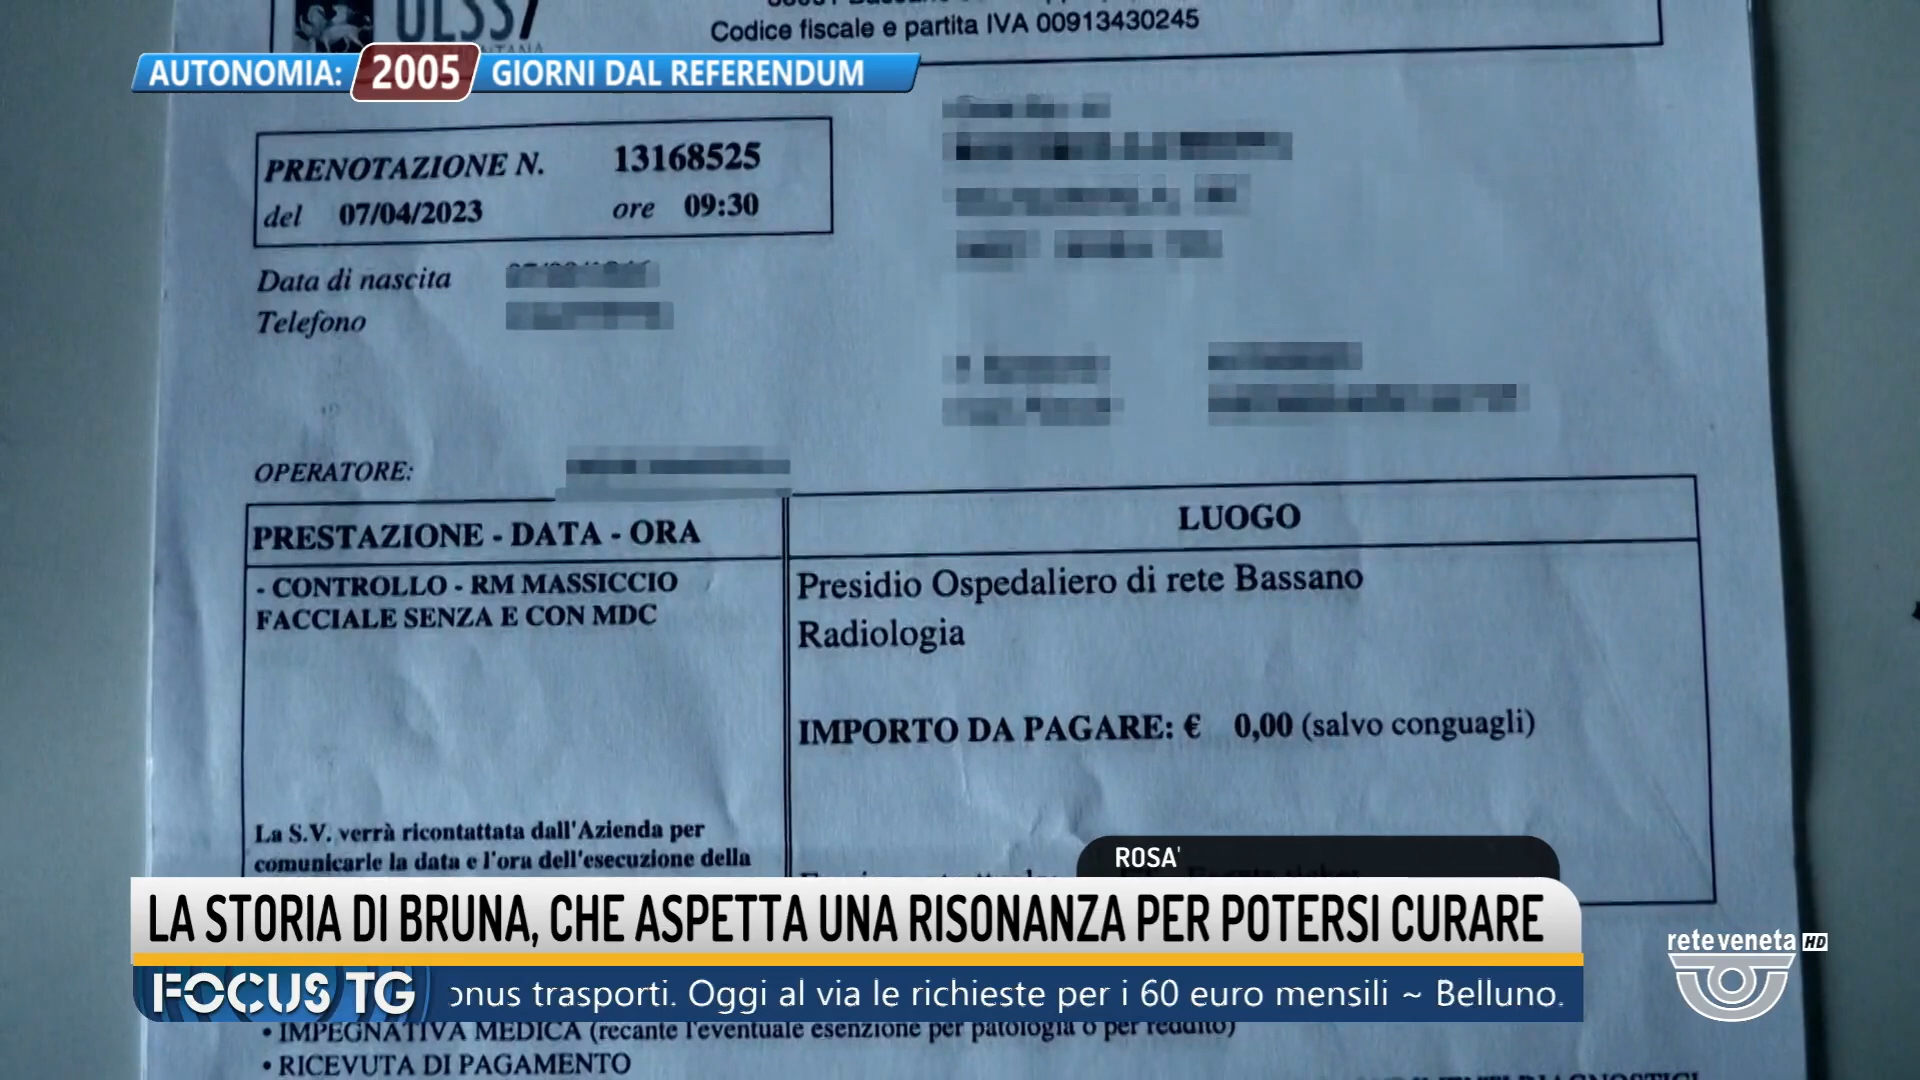 ULSS7
Codice fiscale e partita IVA 00913430245
AUTONOMIA: 2005 GIORNI DAL REFERENDUM
PRENOTAZIONE N. 13168525
del 07/04/2023 ore 09:30
Data di nascita
Telefono
OPERATORE:
PRESTAZIONE - DATA - ORA
LUOGO
- CONTROLLO - RM MASSICCIO
FACCIALE SENZA E CON MDC
Presidio Ospedaliero di rete Bassano
Radiologia
IMPORTO DA PAGARE: € 0,00 (salvo conguagli)
La S.V. verrà ricontattata dall'Azienda per
comunicarle la data e l'ora dell'esecuzione della
ROSA'
LA STORIA DI BRUNA, CHE ASPETTA UNA RISONANZA PER POTERSI CURARE
reteveneta HD
FOCUS TG
onus trasporti. Oggi al via le richieste per i 60 euro mensili ~ Belluno.
• IMPEGNATIVA MEDICA (recante l'eventuale esenzione per patologia o per reddito)
• RICEVUTA DI PAGAMENTO